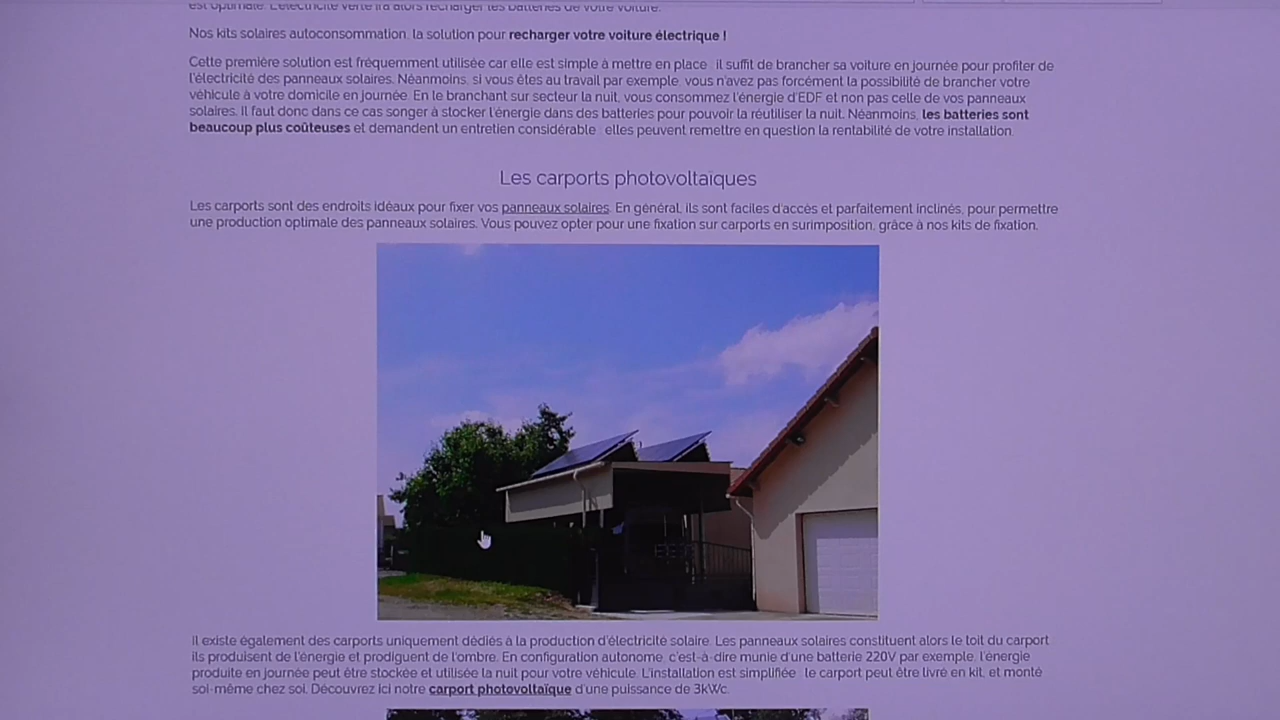 est optimale. L'électricité verte ira alors recharger les batteries de votre voiture.
Nos kits solaires autoconsommation, la solution pour recharger votre voiture électrique !
Cette première solution est fréquemment utilisée car elle est simple à mettre en place : il suffit de brancher sa voiture en journée pour profiter de
l'électricité des panneaux solaires. Néanmoins, si vous êtes au travail par exemple, vous n'avez pas forcément la possibilité de brancher votre
véhicule à votre domicile en journée. En le branchant sur secteur la nuit, vous consommez l'énergie d'EDF et non pas celle de vos panneaux
solaires. Il faut donc dans ce cas songer à stocker l'énergie dans des batteries pour pouvoir la réutiliser la nuit. Néanmoins, les batteries sont
beaucoup plus coûteuses et demandent un entretien considérable : elles peuvent remettre en question la rentabilité de votre installation.
Les carports photovoltaïques
Les carports sont des endroits idéaux pour fixer vos panneaux solaires. En général, ils sont faciles d'accès et parfaitement inclinés, pour permettre
une production optimale des panneaux solaires. Vous pouvez opter pour une fixation sur carports en surimposition, grâce à nos kits de fixation.
Il existe également des carports uniquement dédiés à la production d'électricité solaire. Les panneaux solaires constituent alors le toit du carport :
ils produisent de l'énergie et prodiguent de l'ombre. En configuration autonome, c'est-à-dire munie d'une batterie 220V par exemple, l'énergie
produite en journée peut être stockée et utilisée la nuit pour votre véhicule. L'installation est simplifiée : le carport peut être livré en kit, et monté
soi-même chez soi. Découvrez ici notre carport photovoltaïque d'une puissance de 3kWc.